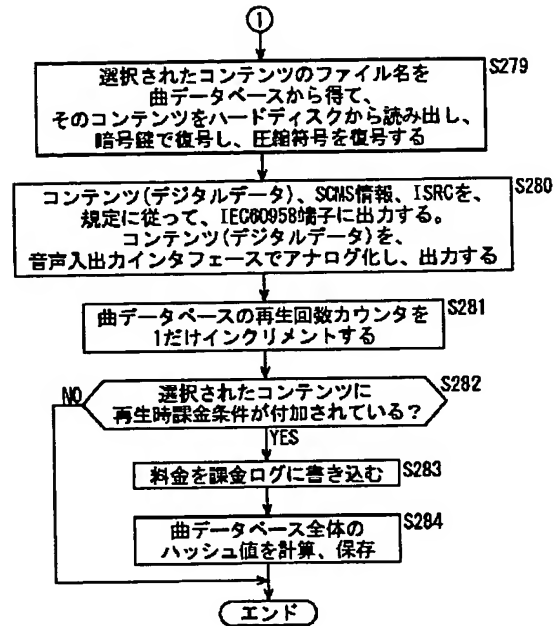 1
選択されたコンテンツのファイル名を
曲データベースから得て、
そのコンテンツをハードディスクから読み出し、
暗号鍵で復号し、圧縮符号を復号する
S279
コンテンツ(デジタルデータ)、SCMS情報、ISRCを、
規定に従って、IEC60958端子に出力する。
コンテンツ(デジタルデータ)を、
音声入出力インタフェースでアナログ化し、出力する
S280
曲データベースの再生回数カウンタを
1だけインクリメントする
S281
選択されたコンテンツに
再生時課金条件が付加されている?
S282
NO
YES
料金を課金ログに書き込む
S283
曲データベース全体の
ハッシュ値を計算、保存
S284
エンド